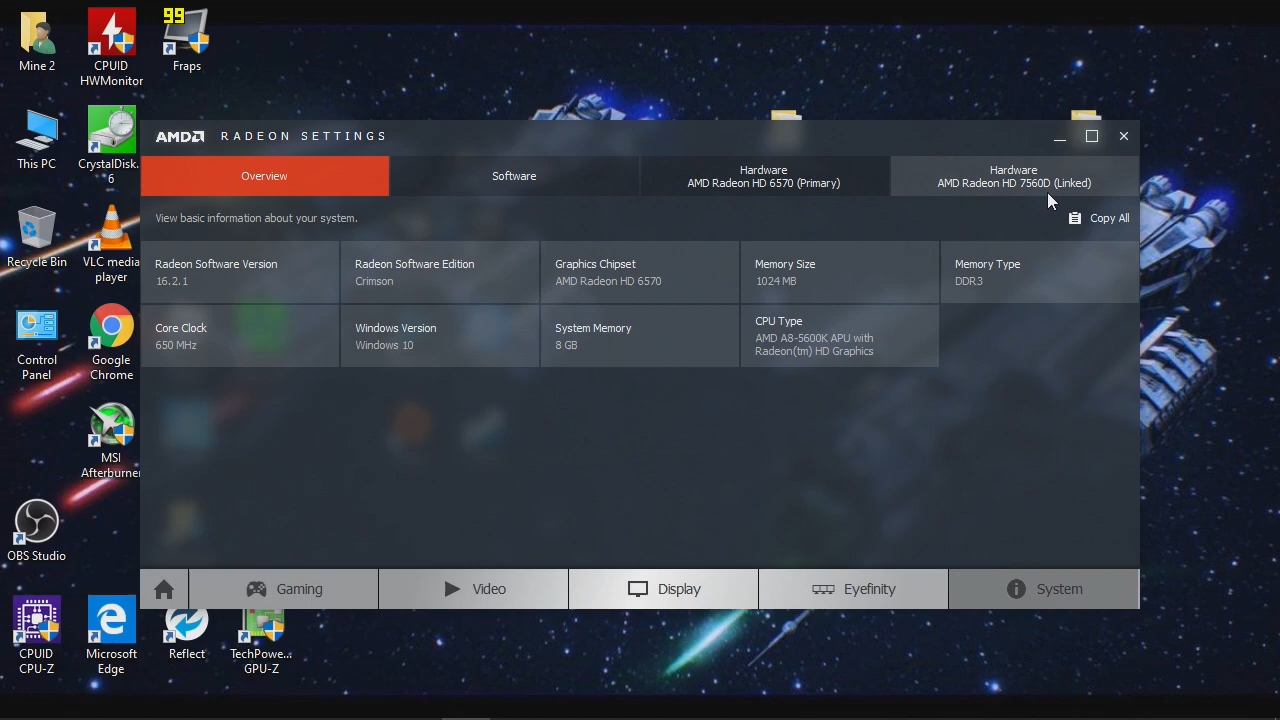 99
Mine 2
CPUID
HWMonitor
Fraps
This PC
CrystalDisk...
6
Recycle Bin
VLC media
player
Control
Panel
Google
Chrome
MSI
Afterburner
OBS Studio
CPUID
CPU-Z
Microsoft
Edge
Reflect
TechPowe...
GPU-Z
AMD
RADEON SETTINGS
Overview
Software
Hardware
AMD Radeon HD 6570 (Primary)
Hardware
AMD Radeon HD 7560D (Linked)
View basic information about your system.
Copy All
Radeon Software Version
16.2.1
Radeon Software Edition
Crimson
Graphics Chipset
AMD Radeon HD 6570
Memory Size
1024 MB
Memory Type
DDR3
Core Clock
650 MHz
Windows Version
Windows 10
System Memory
8 GB
CPU Type
AMD A8-5600K APU with
Radeon(tm) HD Graphics
Gaming
Video
Display
Eyefinity
System